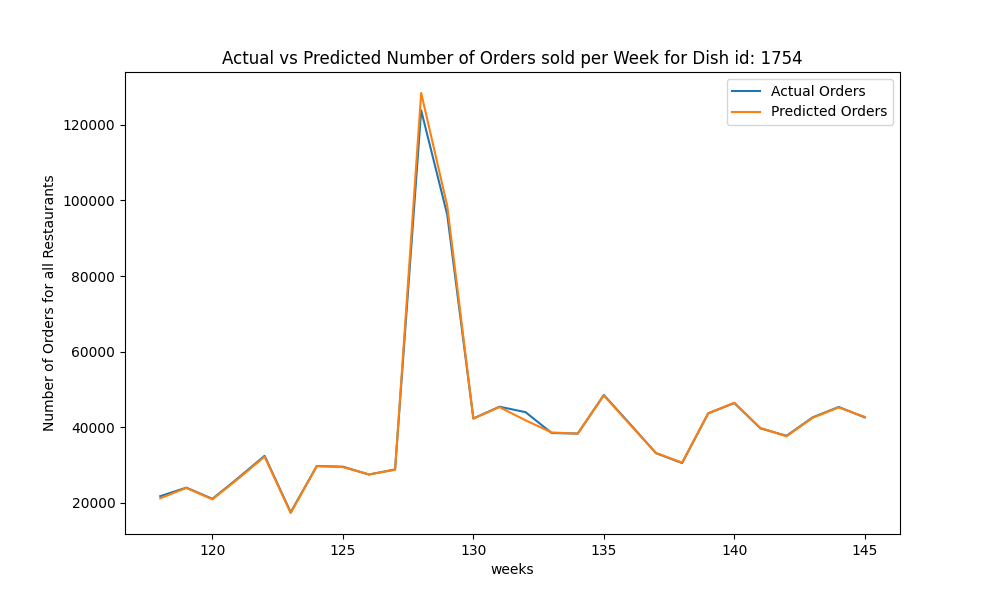 Actual vs Predicted Number of Orders sold per Week for Dish id: 1754
Actual Orders
Predicted Orders
Number of Orders for all Restaurants
120000
100000
80000
60000
40000
20000
120 125 130 135 140 145
weeks